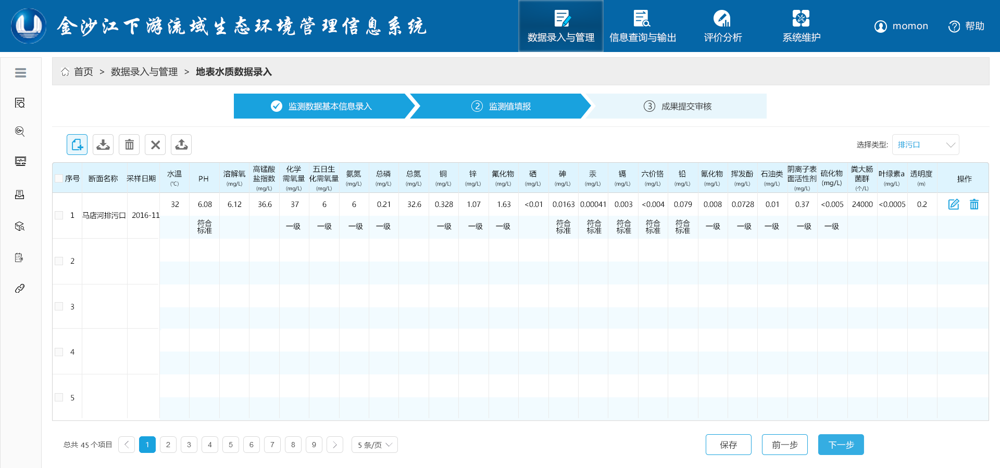 金沙江下游流域生态环境管理信息系统
数据录入与管理
信息查询与输出
评价分析
系统维护
momon
帮助
首页 > 数据录入与管理 > 地表水质数据录入
监测数据基本信息录入
2 监测值填报
3 成果提交审核
选择类型: 排污口
序号
断面名称
采样日期
水温
(℃)
PH
溶解氧
(mg/L)
高锰酸
盐指数
(mg/L)
化学
需氧量
(mg/L)
五日生
化需氧量
(mg/L)
氨氮
(mg/L)
总磷
(mg/L)
总氮
(mg/L)
铜
(mg/L)
锌
(mg/L)
氟化物
(mg/L)
硒
(mg/L)
砷
(mg/L)
汞
(mg/L)
镉
(mg/L)
六价铬
(mg/L)
铅
(mg/L)
氰化物
(mg/L)
挥发酚
(mg/L)
石油类
(mg/L)
阴离子表
面活性剂
(mg/L)
硫化物
(mg/L)
粪大肠
菌群
(个/L)
叶绿素a
(mg/L)
透明度
(m)
操作
1 马店河排污口 2016-11 32 6.08 6.12 36.6 37 6 6 0.21 32.6 0.328 1.07 1.63 <0.01 0.0163 0.00041 0.003 <0.004 0.079 0.008 0.0728 0.01 0.37 <0.005 24000 <0.0005 0.2
符合
标准
一级 一级 一级 一级 一级 一级 一级
符合
标准
符合
标准
符合
标准
符合
标准
符合
标准
一级 一级 一级 一级 一级
2
3
4
5
总共 45 个项目 1 2 3 4 5 6 7 8 9 5 条/页
保存 前一步 下一步